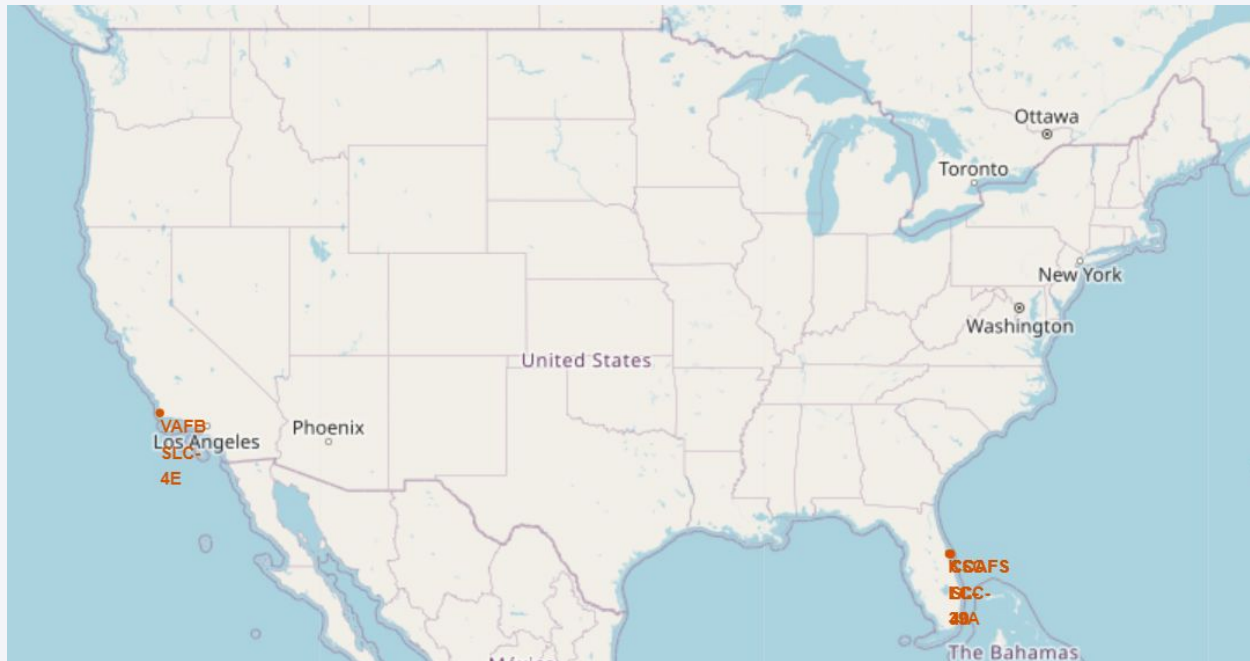 Ottawa
Toronto
New York
Washington
United States
VAFB
Los Angeles
SLC-
4E
Phoenix
The Bahamas